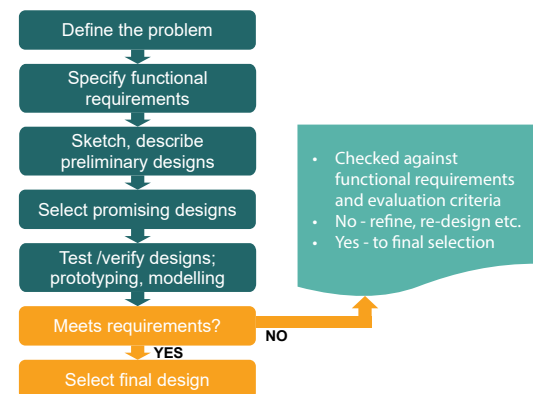 Define the problem
Specify functional
requirements
Sketch, describe
preliminary designs
Select promising designs
Test /verify designs;
prototyping, modelling
Meets requirements?
NO
YES
Select final design
• Checked against
functional requirements
and evaluation criteria
• No - refine, re-design etc.
• Yes - to final selection